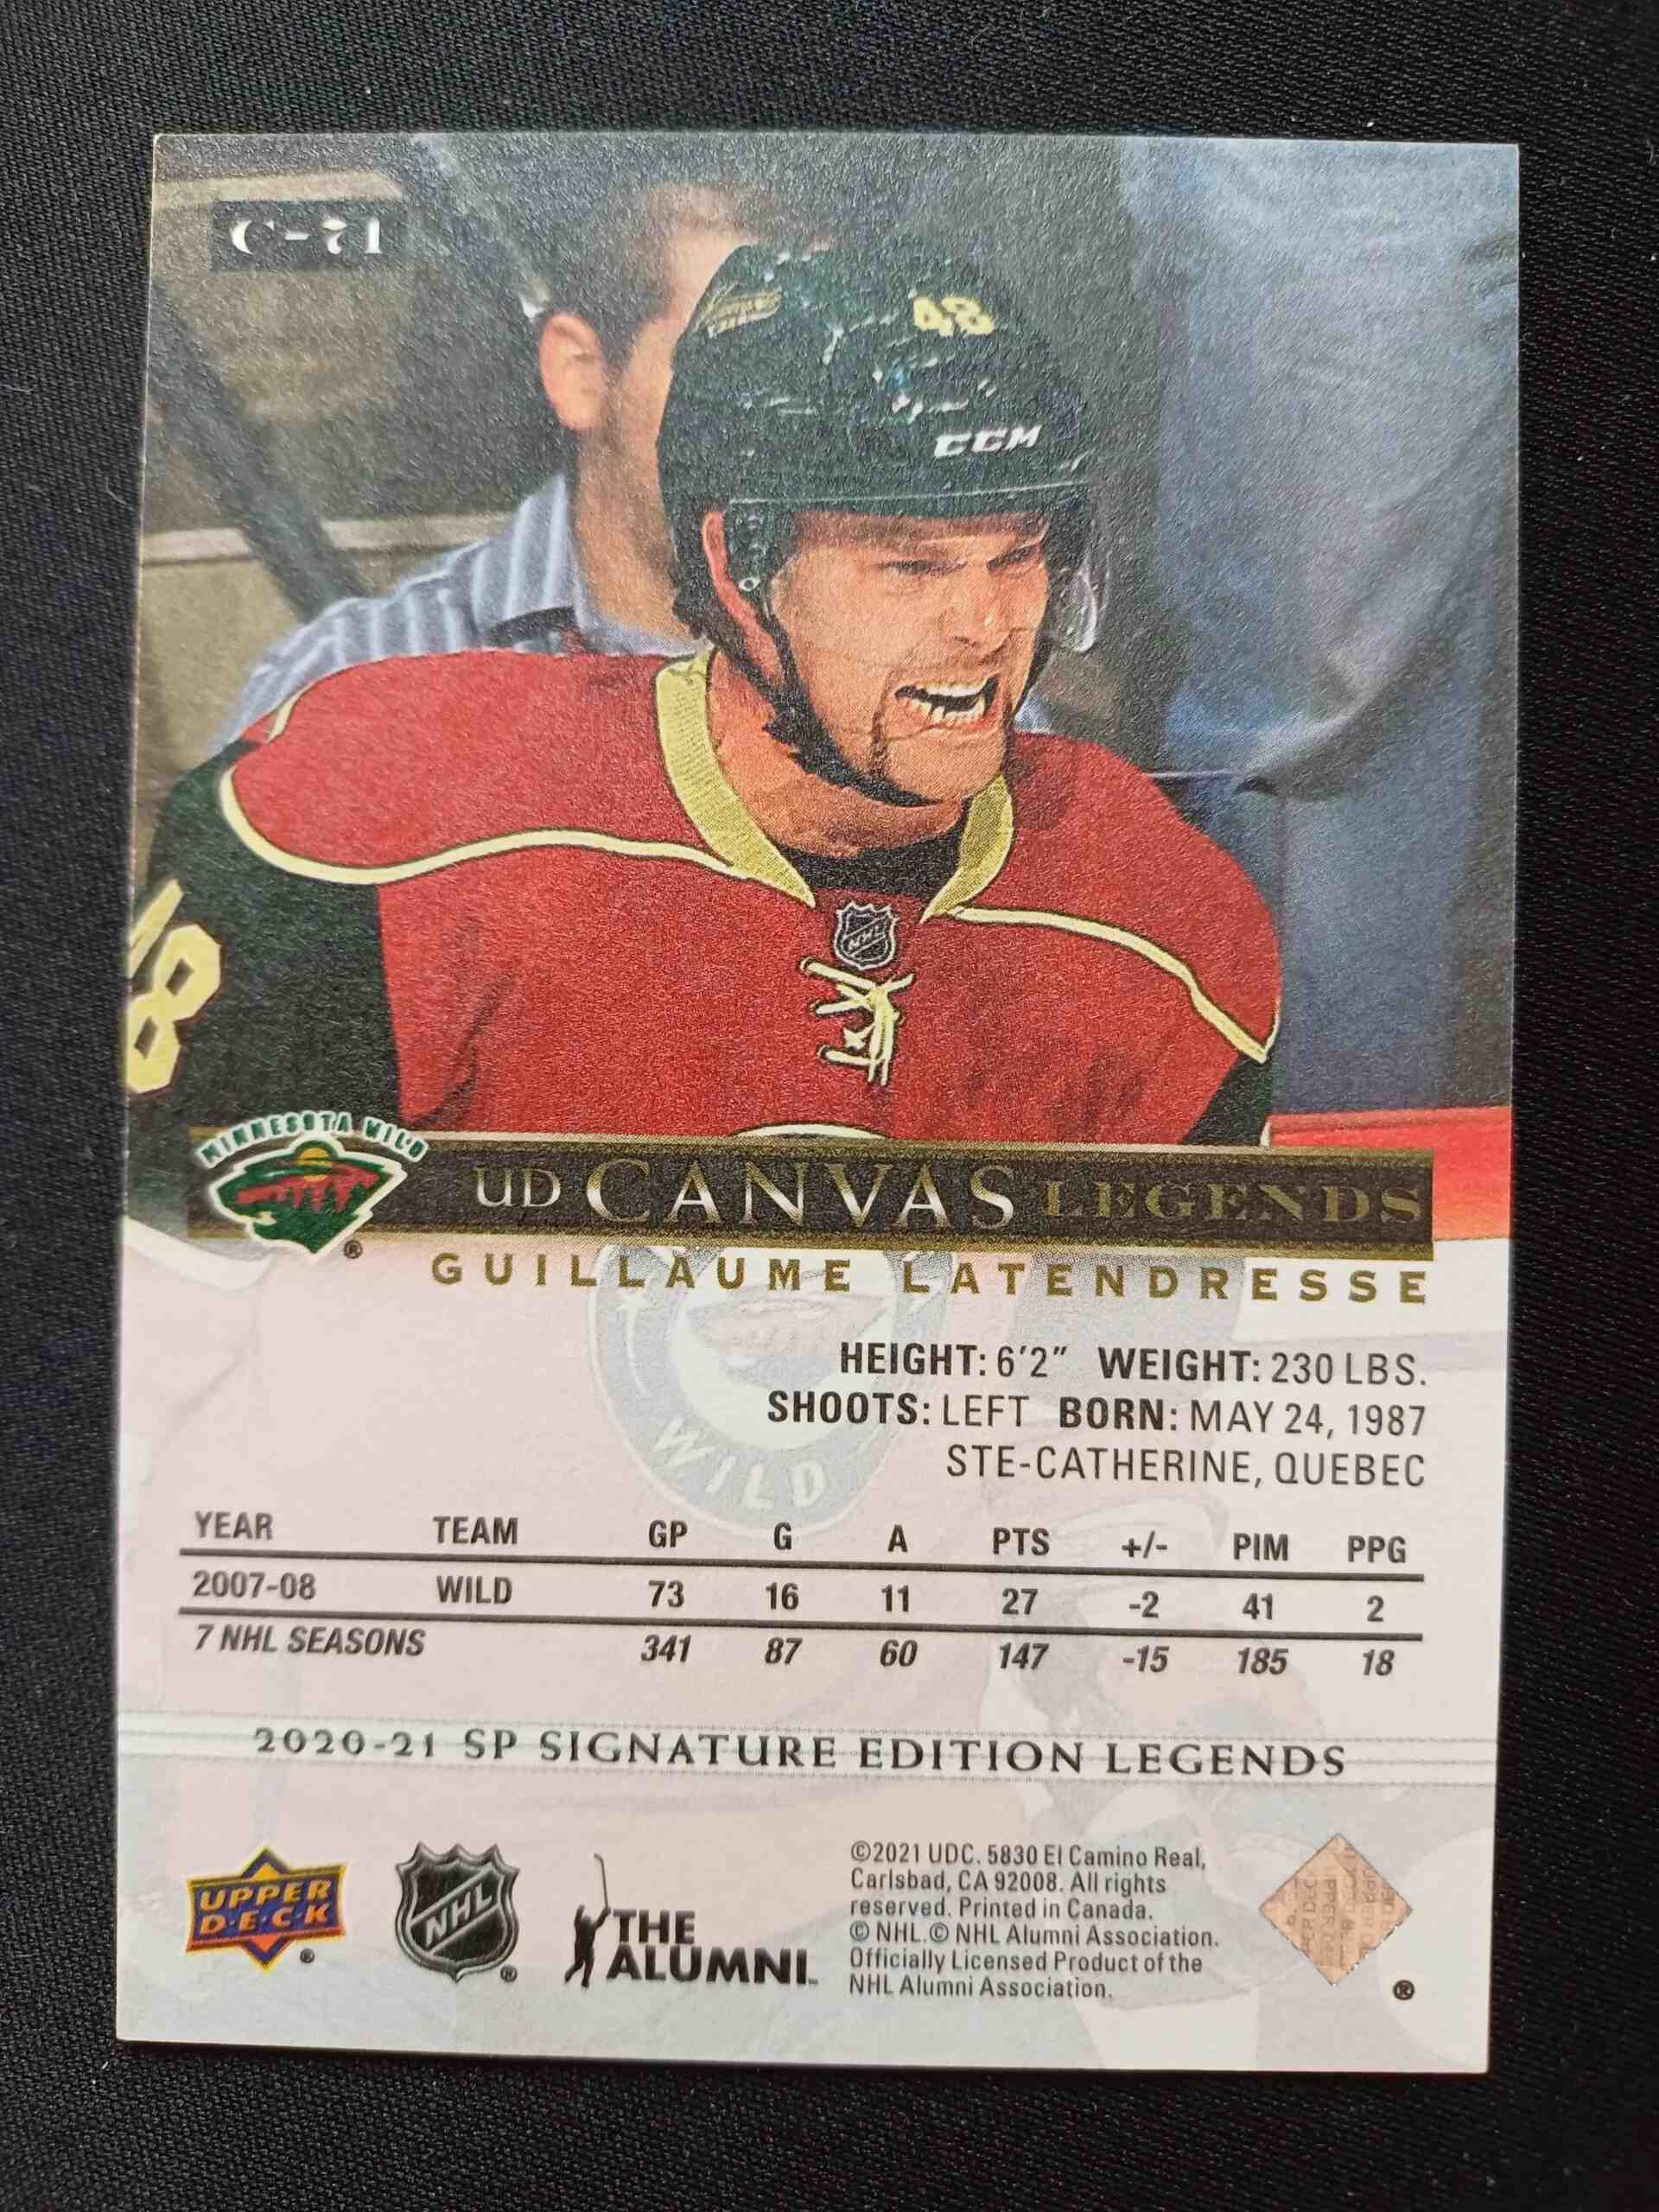 C-71
48
CCM
48
NHL
MINNESOTA WILD
®
UD CANVAS LEGENDS
GUILLAUME LATENDRESSE
WILD
HEIGHT: 6'2" WEIGHT: 230 LBS.
SHOOTS: LEFT BORN: MAY 24, 1987
STE-CATHERINE, QUEBEC
YEAR TEAM GP G A PTS +/- PIM PPG
2007-08 WILD 73 16 11 27 -2 41 2
7 NHL SEASONS 341 87 60 147 -15 185 18
2020-21 SP SIGNATURE EDITION LEGENDS
UPPER
DECK
®
NHL
®
THE
ALUMNI™
©2021 UDC. 5830 El Camino Real,
Carlsbad, CA 92008. All rights
reserved. Printed in Canada.
© NHL.© NHL Alumni Association.
Officially Licensed Product of the
NHL Alumni Association.
®